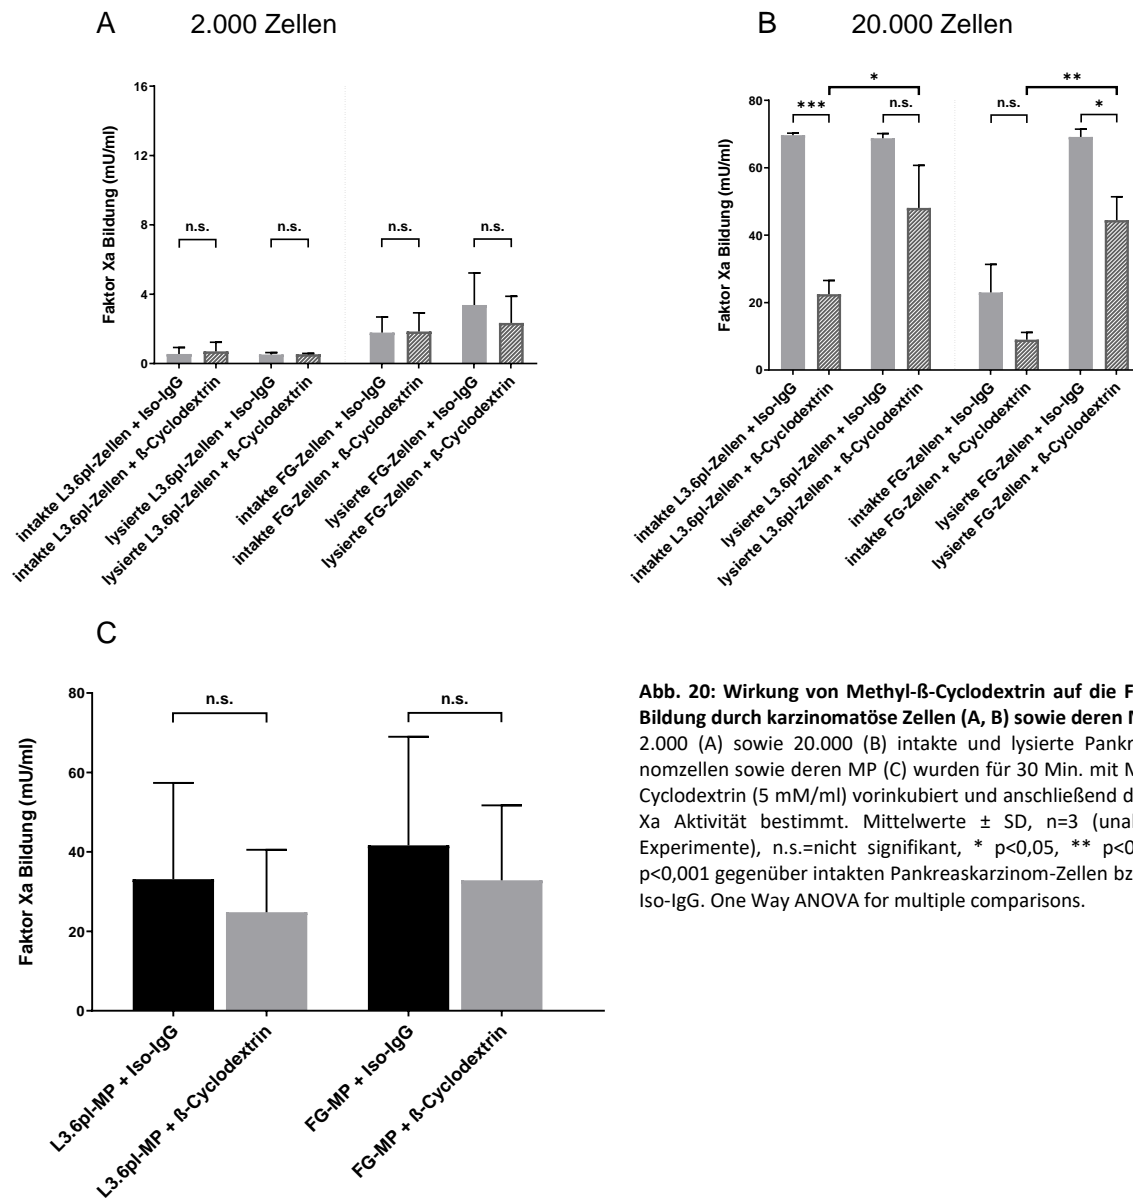 A 2.000 Zellen
16
12
8
4
0
Faktor Xa Bildung (mU/ml)
n.s. n.s. n.s. n.s.
intakte L3.6pl-Zellen + Iso-IgG
intakte L3.6pl-Zellen + ß-Cyclodextrin
lysierte L3.6pl-Zellen + Iso-IgG
lysierte L3.6pl-Zellen + ß-Cyclodextrin
intakte FG-Zellen + Iso-IgG
intakte FG-Zellen + ß-Cyclodextrin
lysierte FG-Zellen + Iso-IgG
lysierte FG-Zellen + ß-Cyclodextrin
B 20.000 Zellen
* **
*** n.s. n.s. *
80
60
40
20
0
Faktor Xa Bildung (mU/ml)
intakte L3.6pl-Zellen + Iso-IgG
intakte L3.6pl-Zellen + ß-Cyclodextrin
lysierte L3.6pl-Zellen + Iso-IgG
lysierte L3.6pl-Zellen + ß-Cyclodextrin
intakte FG-Zellen + Iso-IgG
intakte FG-Zellen + ß-Cyclodextrin
lysierte FG-Zellen + Iso-IgG
lysierte FG-Zellen + ß-Cyclodextrin
C
80
60
40
20
0
Faktor Xa Bildung (mU/ml)
n.s. n.s.
L3.6pl-MP + Iso-IgG
L3.6pl-MP + ß-Cyclodextrin
FG-MP + Iso-IgG
FG-MP + ß-Cyclodextrin
Abb. 20: Wirkung von Methyl-ß-Cyclodextrin auf die
Bildung durch karzinomatöse Zellen (A, B) sowie deren
2.000 (A) sowie 20.000 (B) intakte und lysierte
nomzellen sowie deren MP (C) wurden für 30 Min. mit
Cyclodextrin (5 mM/ml) vorinkubiert und anschließend
Xa Aktivität bestimmt. Mittelwerte ± SD, n=3
Experimente), n.s.=nicht signifikant, * p<0,05, **
p<0,001 gegenüber intakten Pankreaskarzinom-Zellen
Iso-IgG. One Way ANOVA for multiple comparisons.